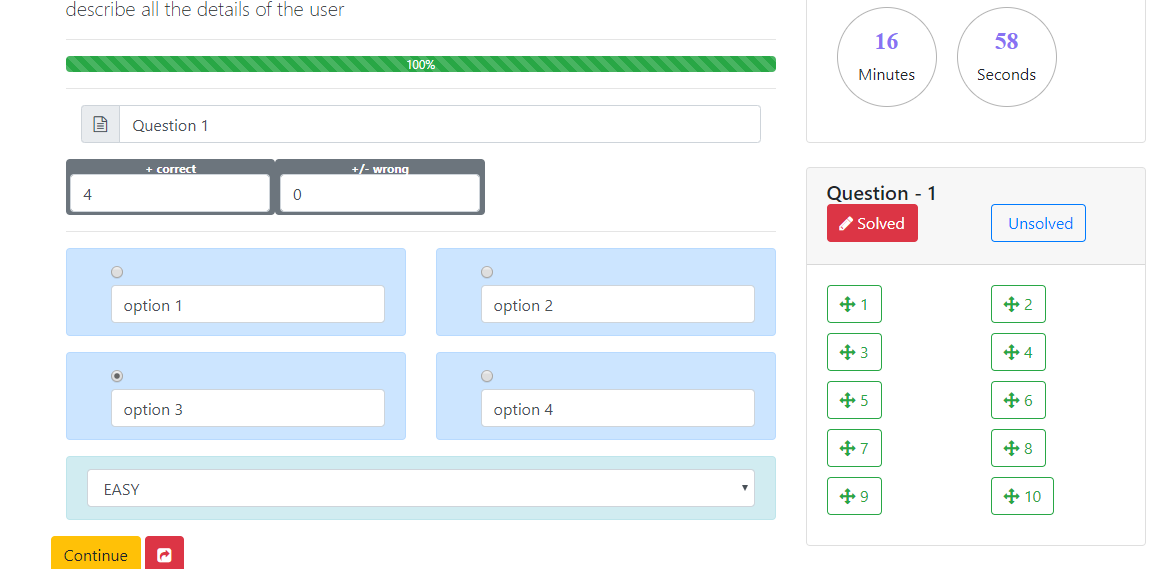 describe all the details of the user
100%
Question 1
+ correct
+/- wrong
4
0
option 1
option 2
option 3
option 4
EASY
Continue
16
58
Minutes
Seconds
Question - 1
Solved
Unsolved
1
2
3
4
5
6
7
8
9
10